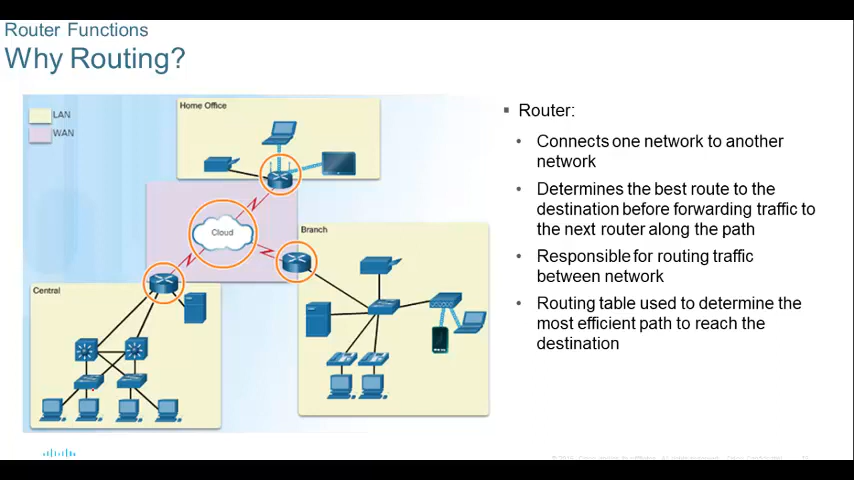 Router Functions
Why Routing?
LAN
WAN
Home Office
Cloud
Branch
Central
▪ Router:
• Connects one network to another
network
• Determines the best route to the
destination before forwarding traffic to
the next router along the path
• Responsible for routing traffic
between network
• Routing table used to determine the
most efficient path to reach the
destination